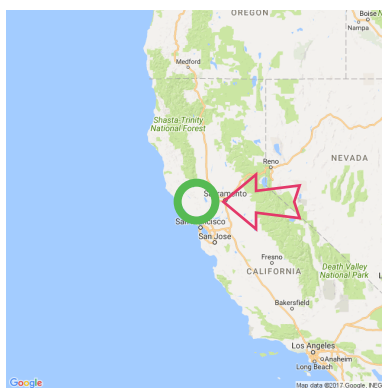 OREGON
Boise
Nampa
Medford
Shasta-Trinity
National Forest
Reno
NEVADA
Sacramento
San Francisco
San Jose
Fresno
Death Valley
National Park
CALIFORNIA
Bakersfield
Los Angeles
Anaheim
Long Beach
Google
Map data ©2017 Google, INEG